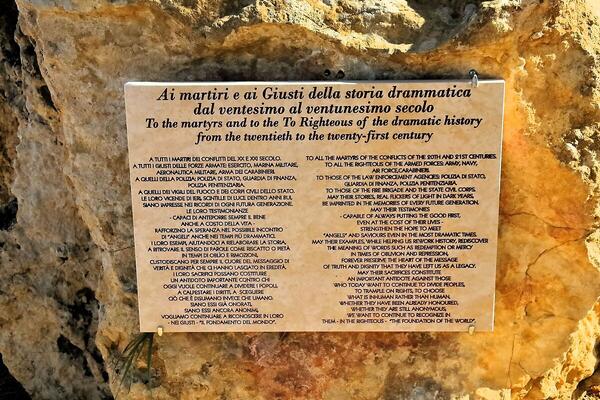 Ai martiri e ai Giusti della storia drammatica
dal ventesimo al ventunesimo secolo
To the martyrs and to the To Righteous of the dramatic history
from the twentieth to the twenty-first century
A TUTTI I MARTIRI DEI CONFLITTI DEL XX E XXI SECOLO.
A TUTTI I GIUSTI DELLE FORZE ARMATE: ESERCITO, MARINA MILITARE,
AERONAUTICA MILITARE, ARMA DEI CARABINIERI.
A QUELLI DELLA POLIZIA: POLIZIA DI STATO, GUARDIA DI FINANZA,
POLIZIA PENITENZIARIA.
A QUELLI DEI VIGILI DEL FUOCO E DEI CORPI CIVILI DELLO STATO.
LE LORO VICENDE DI ERI, SCINTILLE DI LUCE DENTRO ANNI BUI,
SIANO IMPRESSE NEI RICORDI DI OGNI FUTURA GENERAZIONE.
LE LORO TESTIMONIANZE
- CAPACI DI ANTEPORRE SEMPRE IL BENE
ANCHE A COSTO DELLA VITA -
RAFFORZINO LA SPERANZA NEL POSSIBILE INCONTRO
DI "ANGELI" ANCHE NEI TEMPI PIÙ DRAMMATICI.
I LORO ESEMPI, AIUTANDOCI A RIELABORARE LA STORIA,
A RITROVARE IL SENSO DI PAROLE COME RISCATTO O PIETÀ
IN TEMPI DI OBLIO E RIMOZIONE,
CUSTODISCANO PER SEMPRE IL CUORE DEL MESSAGGIO DI
VERITÀ E DIGNITÀ CHE CI HANNO LASCIATO IN EREDITÀ.
I LORO SACRIFICI POSSANO COSTITUIRE
UN ANTIDOTO IMPORTANTE CONTRO CHI
OGGI VUOLE CONTINUARE A DIVIDERE I POPOLI,
A CALPESTARE I DIRITTI, A SCEGLIERE
CIÒ CHE È DISUMANO INVECE CHE UMANO.
SIANO ESSI GIÀ ONORATI,
SIANO ESSI ANCORA ANONIMI,
VOGLIAMO CONTINUARE A RICONOSCERE IN LORO
- NEI GIUSTI - "IL FONDAMENTO DEL MONDO".
TO ALL THE MARTYRS OF THE CONFLICTS OF THE 20TH AND 21ST CENTURIES.
TO ALL THE RIGHTEOUS OF THE ARMED FORCES: ARMY, NAVY,
AIR FORCE, CARABINIERI.
TO THOSE OF THE LAW ENFORCEMENT AGENCIES: POLIZIA DI STATO,
GUARDIA DI FINANZA, POLIZIA PENITENZIARIA.
TO THOSE OF THE FIRE BRIGADE AND THE STATE CIVIL CORPS.
MAY THEIR STORIES, REAL FLICKERS OF LIGHT IN DARK YEARS,
BE IMPRINTED IN THE MEMORIES OF EVERY FUTURE GENERATION.
MAY THEIR TESTIMONIES
- CAPABLE OF ALWAYS PUTTING THE GOOD FIRST,
EVEN AT THE COST OF THEIR LIVES -
STRENGTHEN THE HOPE TO MEET
"ANGELS" AND SAVIOURS EVEN IN THE MOST DRAMATIC TIMES.
MAY THEIR EXAMPLES, WHILE HELPING US REWORK HISTORY, REDISCOVER
THE MEANING OF WORDS SUCH AS REDEMPTION OR MERCY
IN TIMES OF OBLIVION AND REPRESSION,
FOREVER PRESERVE THE HEART OF THE MESSAGE
OF TRUTH AND DIGNITY THAT THEY HAVE LEFT US AS A LEGACY.
MAY THEIR SACRIFICES CONSTITUTE
AN IMPORTANT ANTIDOTE AGAINST THOSE
WHO TODAY WANT TO CONTINUE TO DIVIDE PEOPLES,
TO TRAMPLE ON RIGHTS, TO CHOOSE
WHAT IS INHUMAN RATHER THAN HUMAN.
WHETHER THEY HAVE BEEN ALREADY HONOURED,
WHETHER THEY ARE STILL ANONYMOUS,
WE WANT TO CONTINUE TO RECOGNIZE IN
THEM - IN THE RIGHTEOUS - "THE FOUNDATION OF THE WORLD".